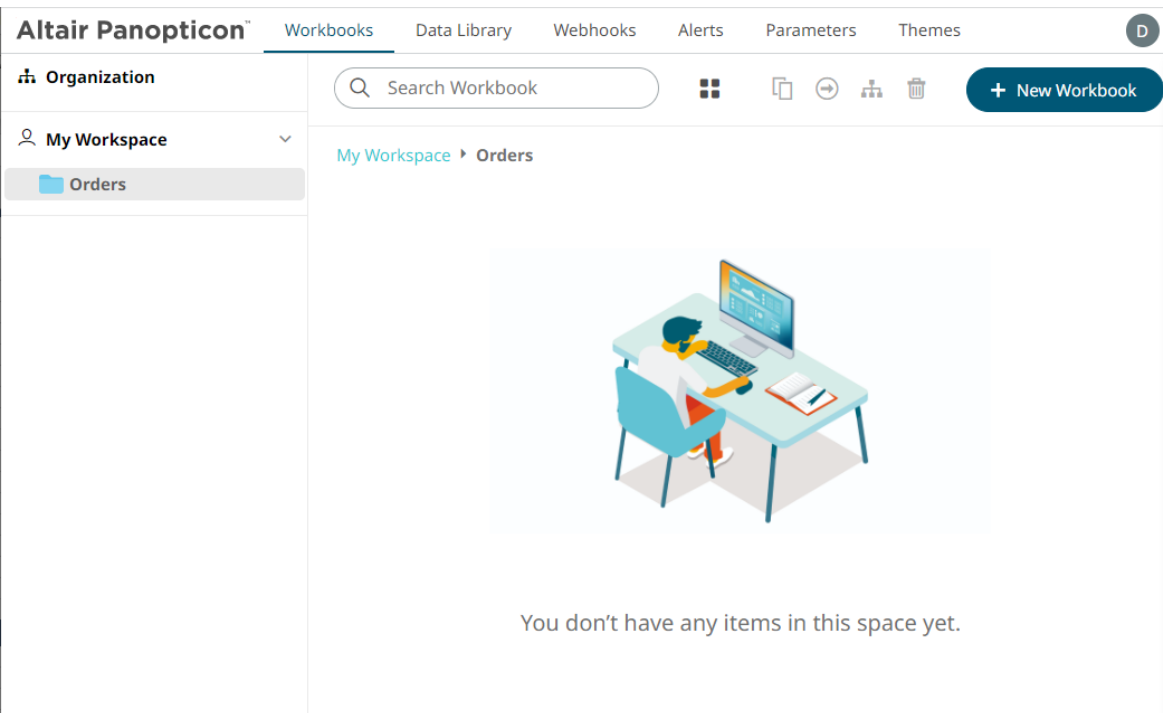 Altair Panopticon™ Workbooks Data Library Webhooks Alerts Parameters Themes D
Organization
Search Workbook
+ New Workbook
My Workspace
My Workspace Orders
Orders
You don’t have any items in this space yet.